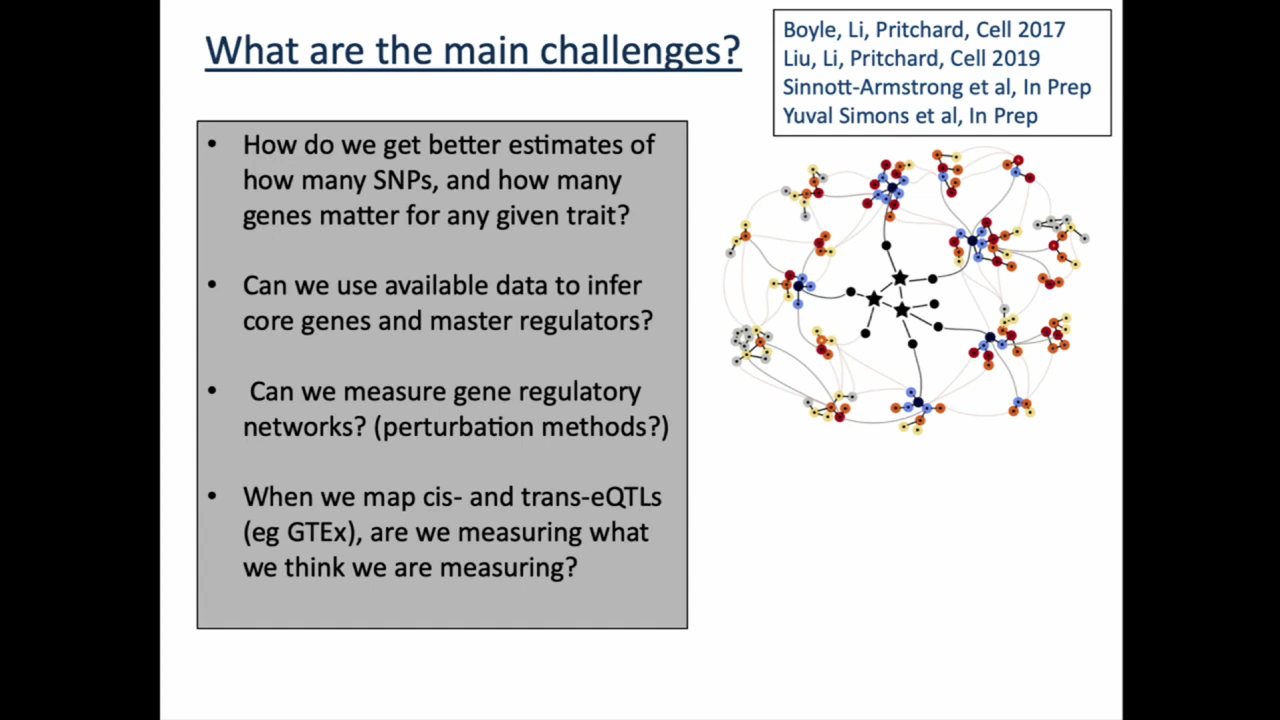 What are the main challenges?
Boyle, Li, Pritchard, Cell 2017
Liu, Li, Pritchard, Cell 2019
Sinnott-Armstrong et al, In Prep
Yuval Simons et al, In Prep
• How do we get better estimates of
how many SNPs, and how many
genes matter for any given trait?
• Can we use available data to infer
core genes and master regulators?
• Can we measure gene regulatory
networks? (perturbation methods?)
• When we map cis- and trans-eQTLs
(eg GTEx), are we measuring what
we think we are measuring?